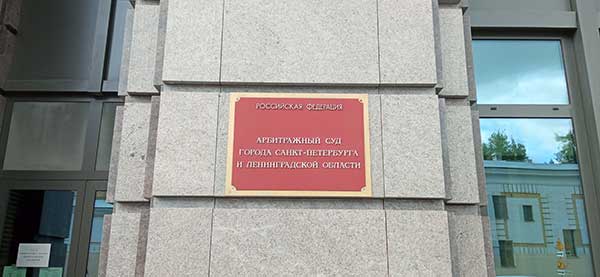 РОССИЙСКАЯ ФЕДЕРАЦИЯ
АРБИТРАЖНЫЙ СУД
ГОРОДА САНКТ-ПЕТЕРБУРГА
И ЛЕНИНГРАДСКОЙ ОБЛАСТИ